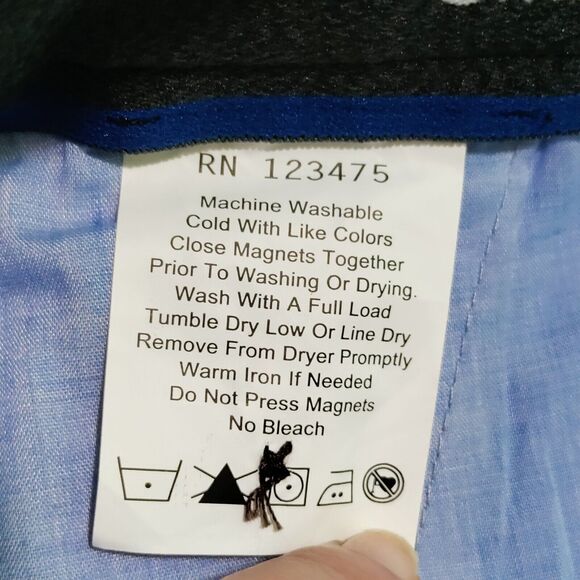 RN 123475
Machine Washable
Cold With Like Colors
Close Magnets Together
Prior To Washing Or Drying.
Wash With A Full Load
Tumble Dry Low Or Line Dry
Remove From Dryer Promptly
Warm Iron If Needed
Do Not Press Magnets
No Bleach